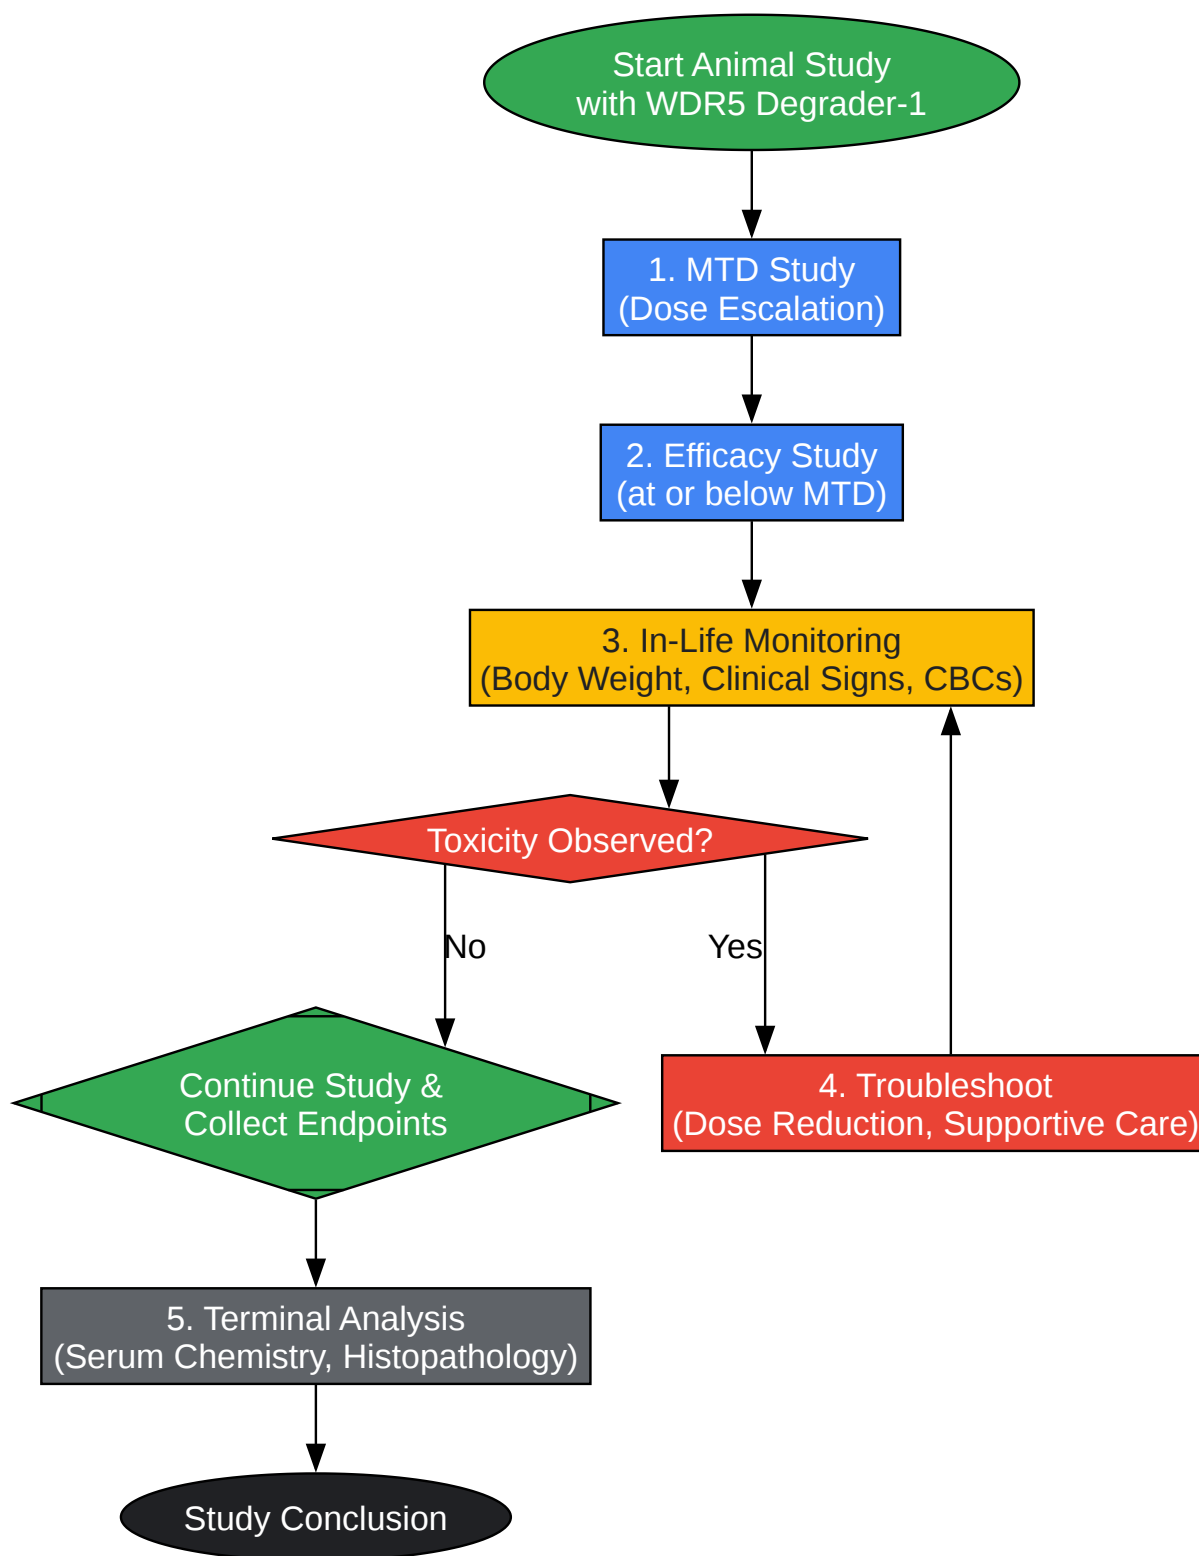 Start Animal Study
with WDR5 Degrader-1
1. MTD Study
(Dose Escalation)
2. Efficacy Study
(at or below MTD)
3. In-Life Monitoring
(Body Weight, Clinical Signs, CBCs)
Toxicity Observed?
No
Yes
Continue Study &
Collect Endpoints
4. Troubleshoot
(Dose Reduction, Supportive Care)
5. Terminal Analysis
(Serum Chemistry, Histopathology)
Study Conclusion